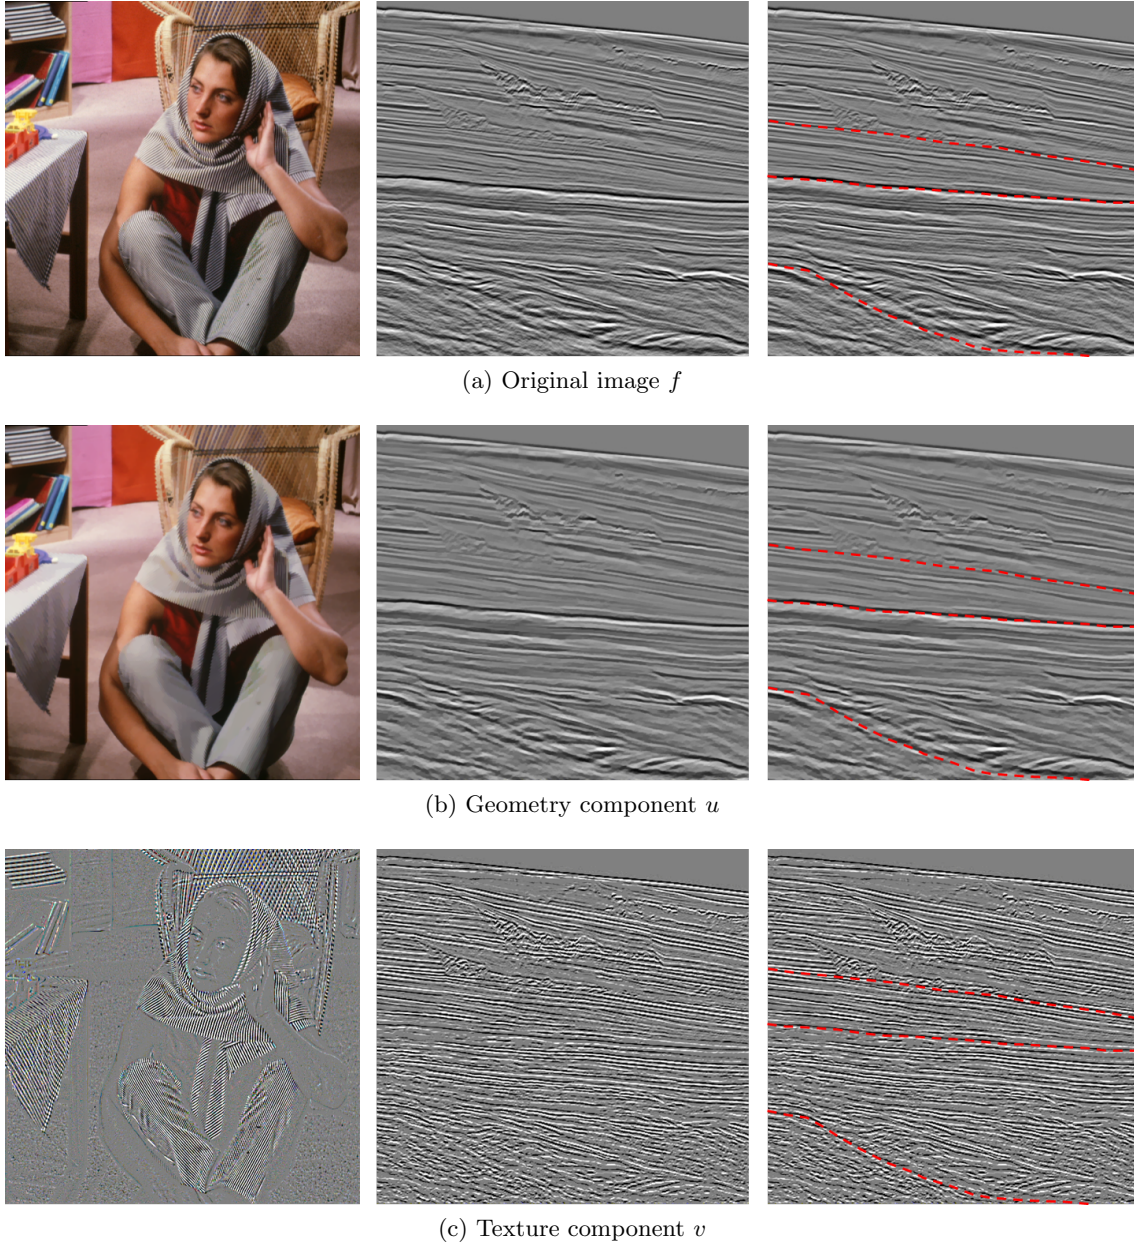 (a) Original image f
(b) Geometry component u
(c) Texture component v